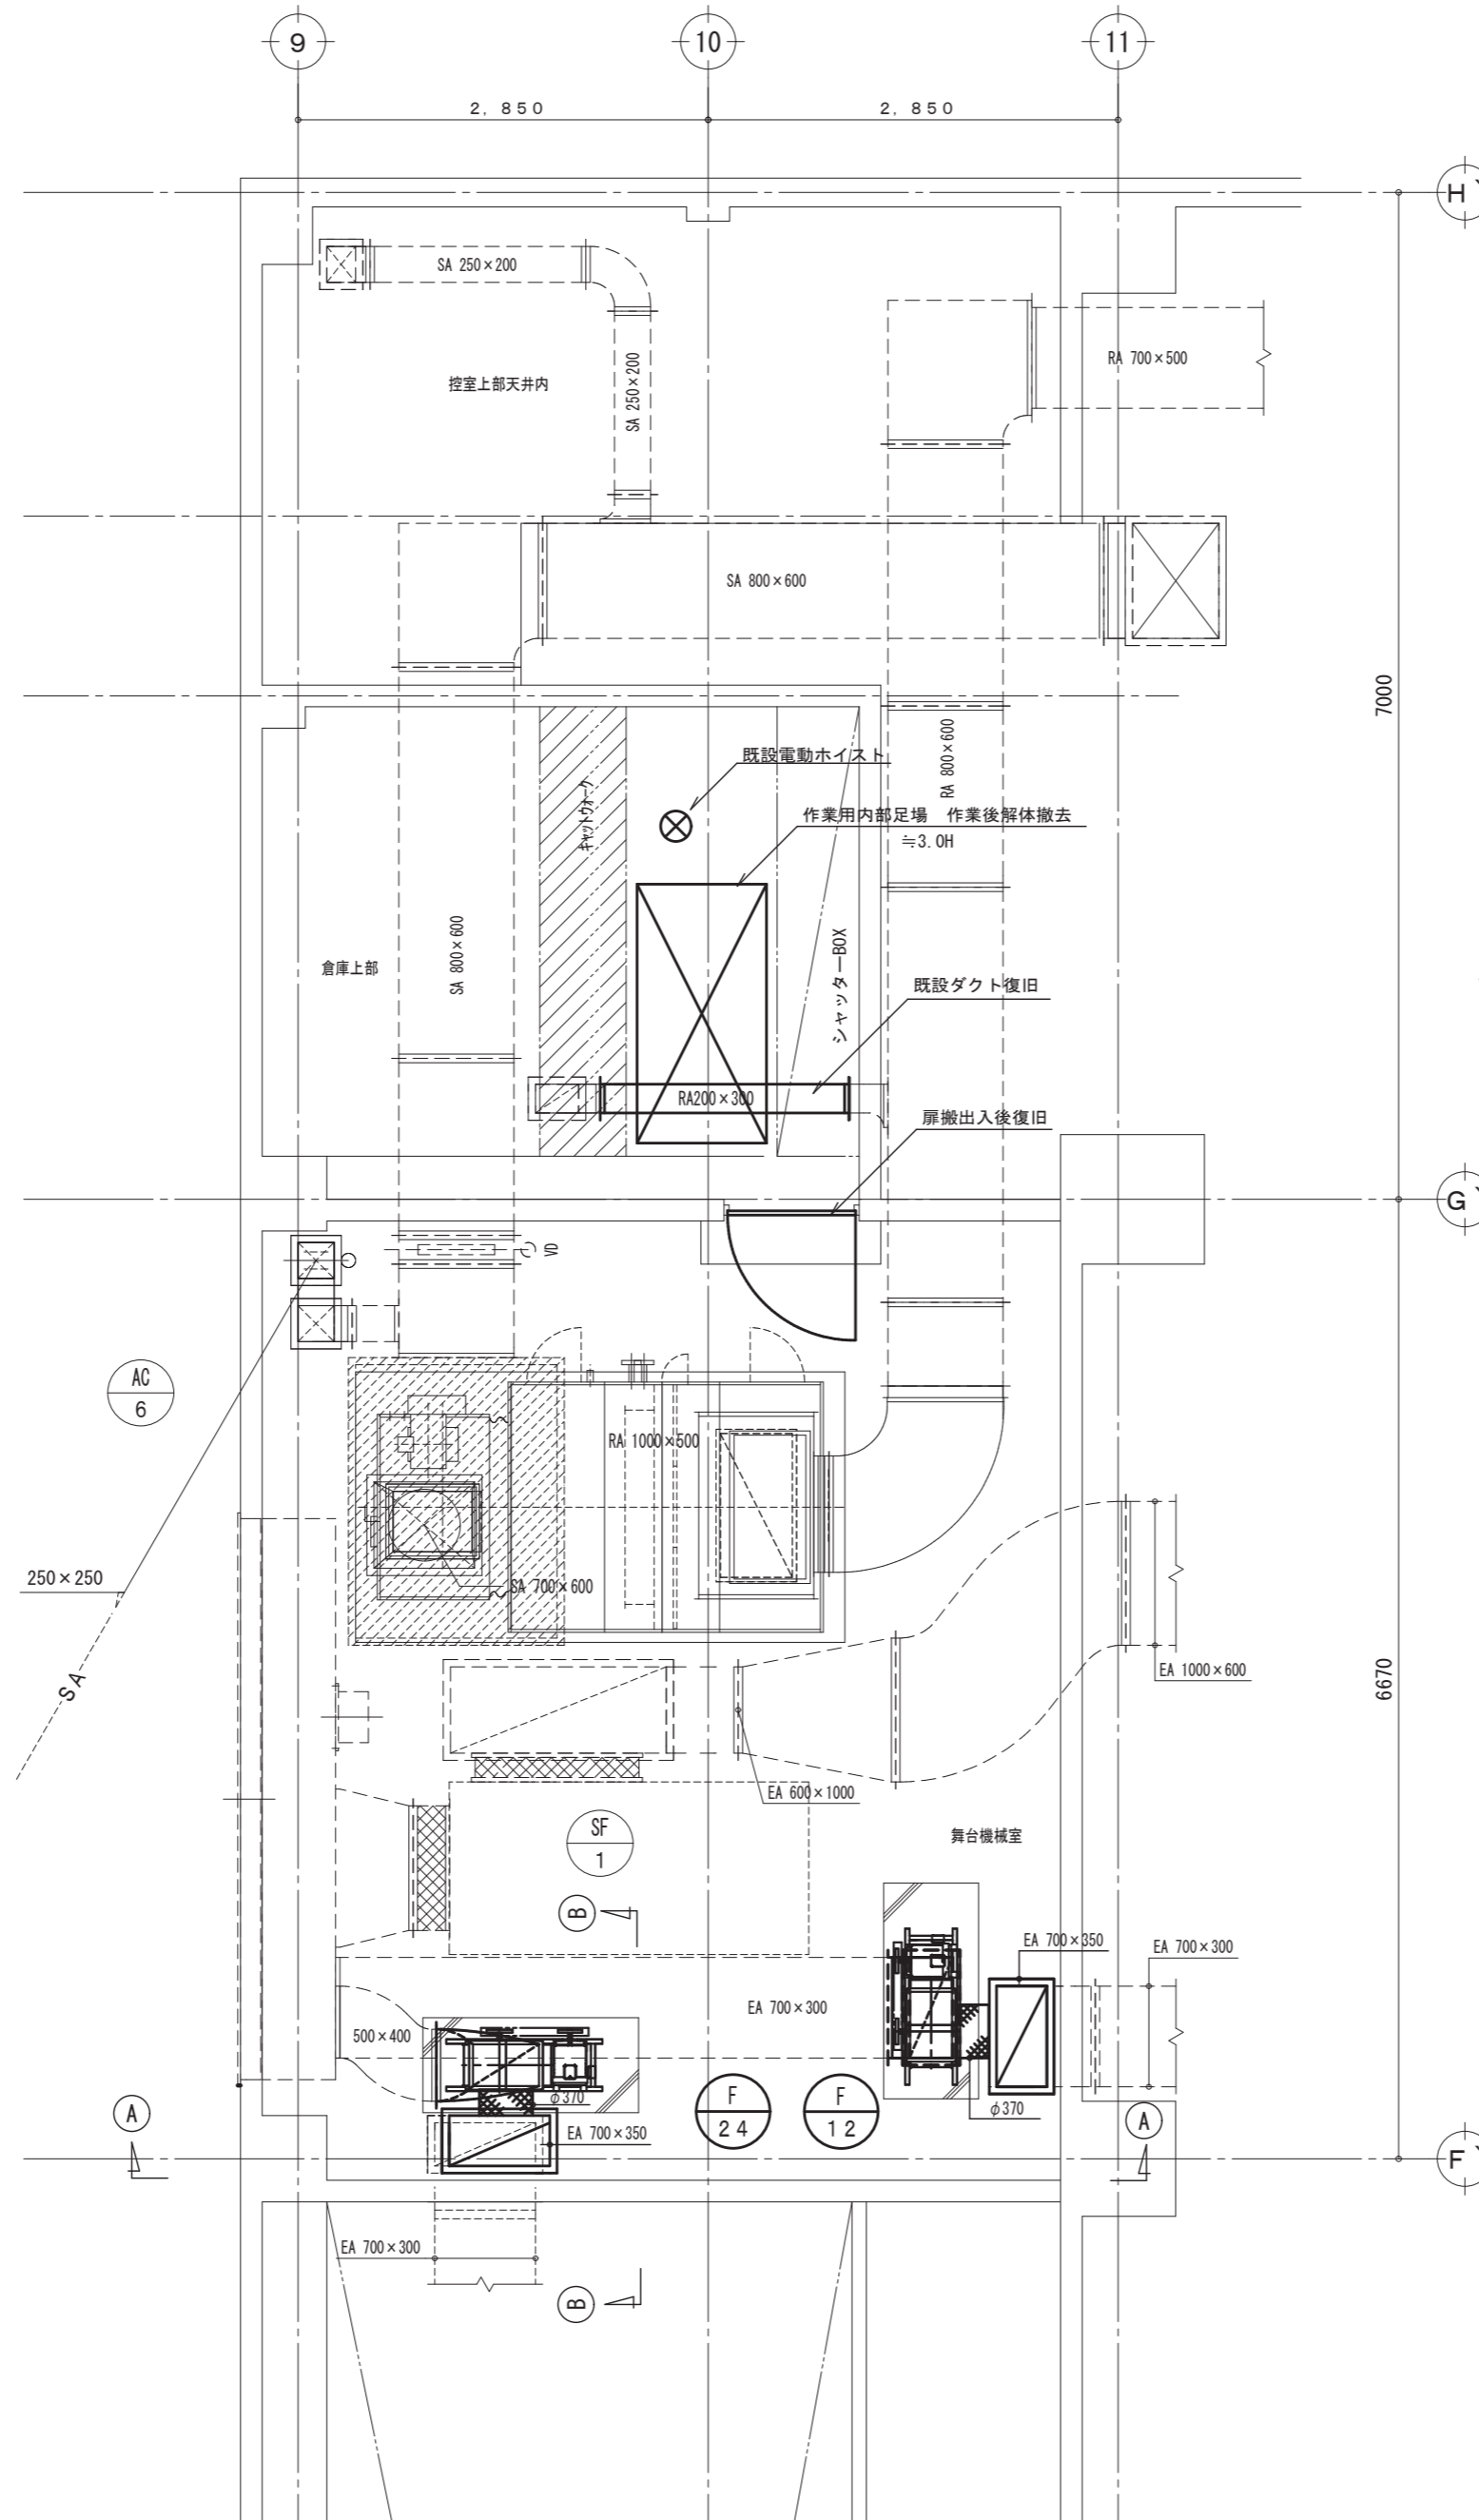 9
10
11
2,850
2,850
H
SA 250×200
SA 250×200
RA 700×500
控室上部天井内
SA 800×600
7000
RA 800×600
既設電動ホイスト
キャットウォーク
作業用内部足場 作業後解体撤去
≒3.0H
SA 800×600
倉庫上部
シャッターBOX
既設ダクト復旧
RA200×300
扉搬出入後復旧
G
VD
AC
6
RA 1000×500
250×250
SA 700×600
SA
EA 1000×600
6670
EA 600×1000
SF
1
舞台機械室
B
EA 700×350
EA 700×300
EA 700×300
500×400
φ370
F
24
F
12
φ370
A
A
EA 700×350
F
EA 700×300
B